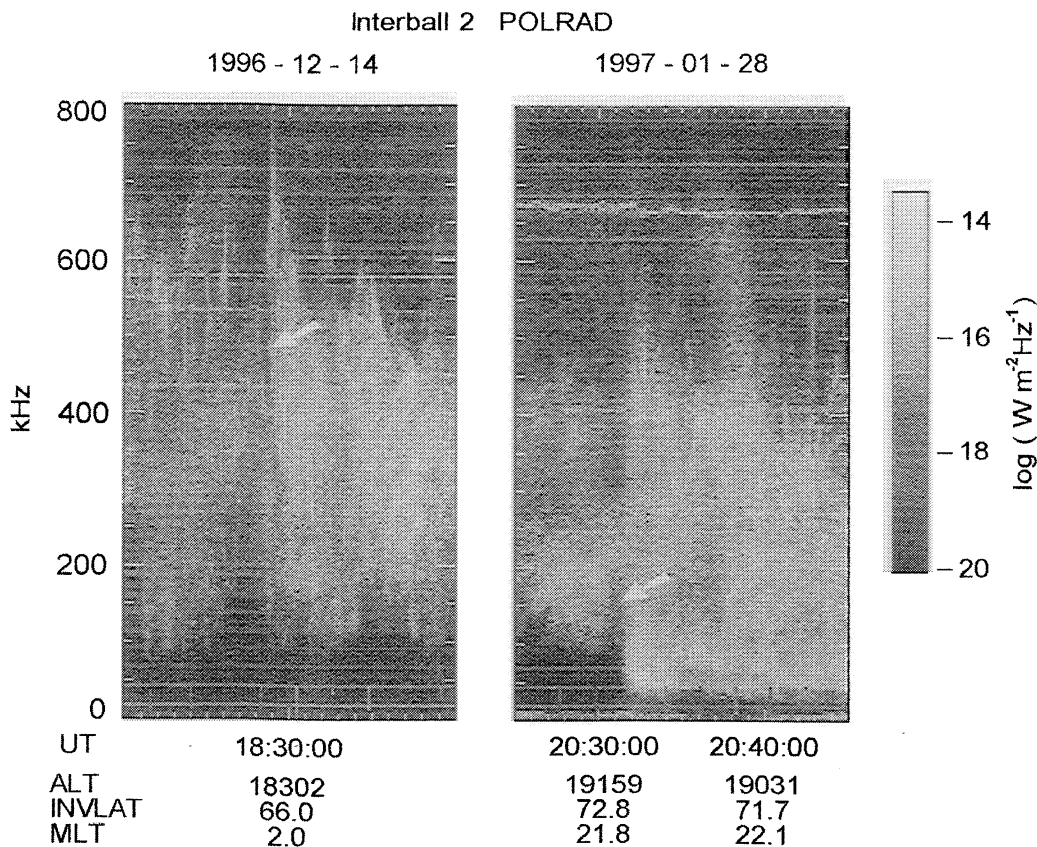 Interball 2 POLRAD
1996 - 12 - 14 1997 - 01 - 28
800
600
400
200
0
kHz
– 14
– 16
– 18
– 20
log ( W m⁻²Hz⁻¹)
UT 18:30:00 20:30:00 20:40:00
ALT 18302 19159 19031
INVLAT 66.0 72.8 71.7
MLT 2.0 21.8 22.1